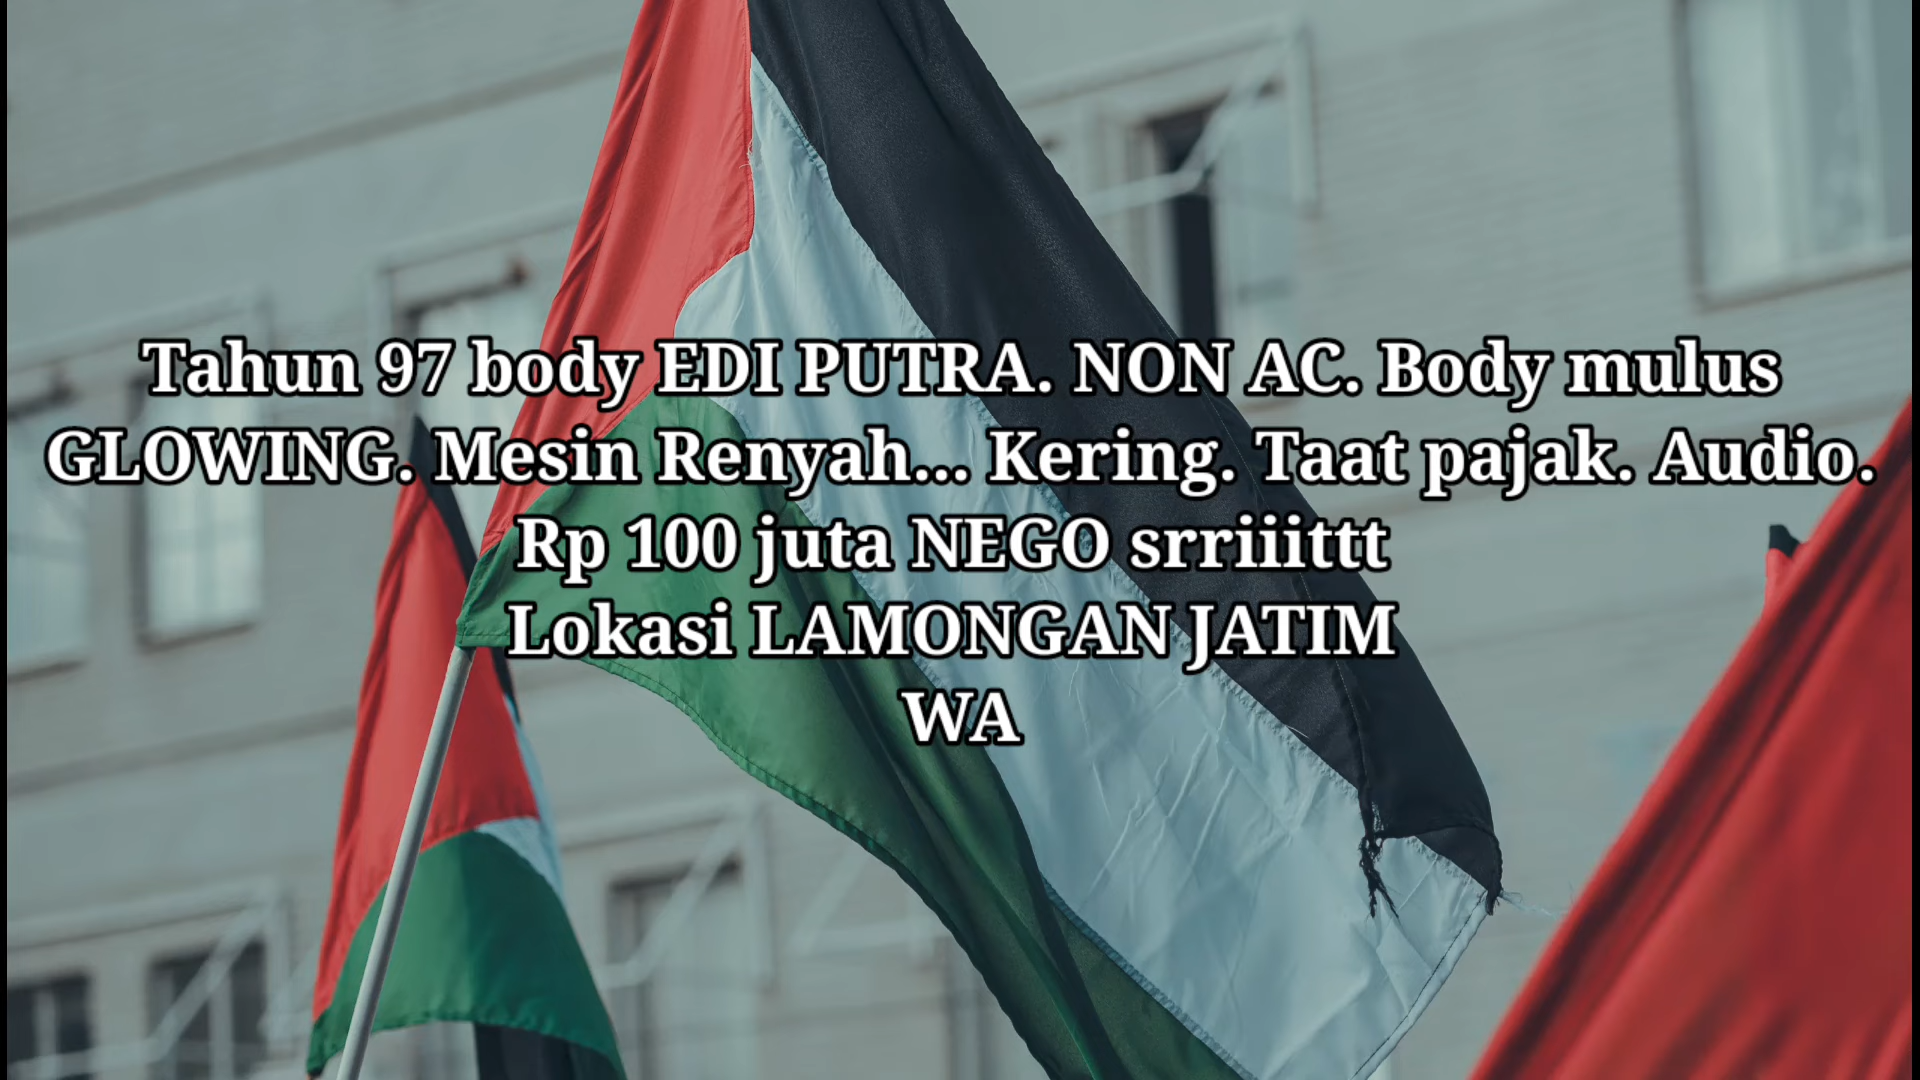 Tahun 97 body EDI PUTRA. NON AC. Body mulus
GLOWING. Mesin Renyah... Kering. Taat pajak. Audio.
Rp 100 juta NEGO srriiittt
Lokasi LAMONGAN JATIM
WA